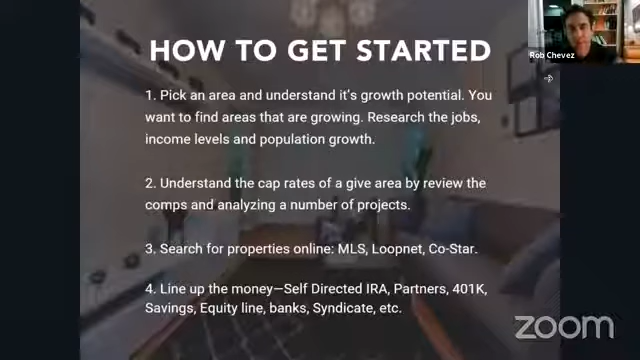 HOW TO GET STARTED
Rob Chevez
1. Pick an area and understand it's growth potential. You
want to find areas that are growing. Research the jobs,
income levels and population growth.
2. Understand the cap rates of a give area by review the
comps and analyzing a number of projects.
3. Search for properties online: MLS, Loopnet, Co-Star.
4. Line up the money—Self Directed IRA, Partners, 401K,
Savings, Equity line, banks, Syndicate, etc.
zoom